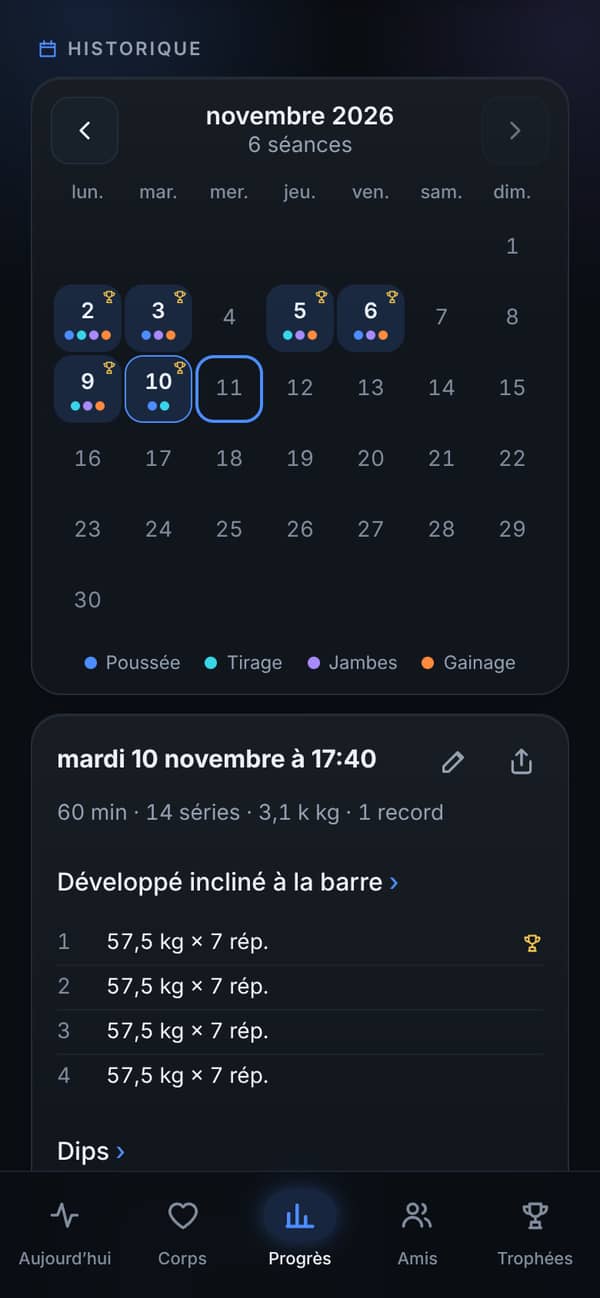 HISTORIQUE
novembre 2026
6 séances
lun. mar. mer. jeu. ven. sam. dim.
1
2 3 4 5 6 7 8
9 10 11 12 13 14 15
16 17 18 19 20 21 22
23 24 25 26 27 28 29
30
Poussée Tirage Jambes Gainage
mardi 10 novembre à 17:40
60 min · 14 séries · 3,1 k kg · 1 record
Développé incliné à la barre ›
1 57,5 kg × 7 rép.
2 57,5 kg × 7 rép.
3 57,5 kg × 7 rép.
4 57,5 kg × 7 rép.
Dips ›
Aujourd’hui Corps Progrès Amis Trophées